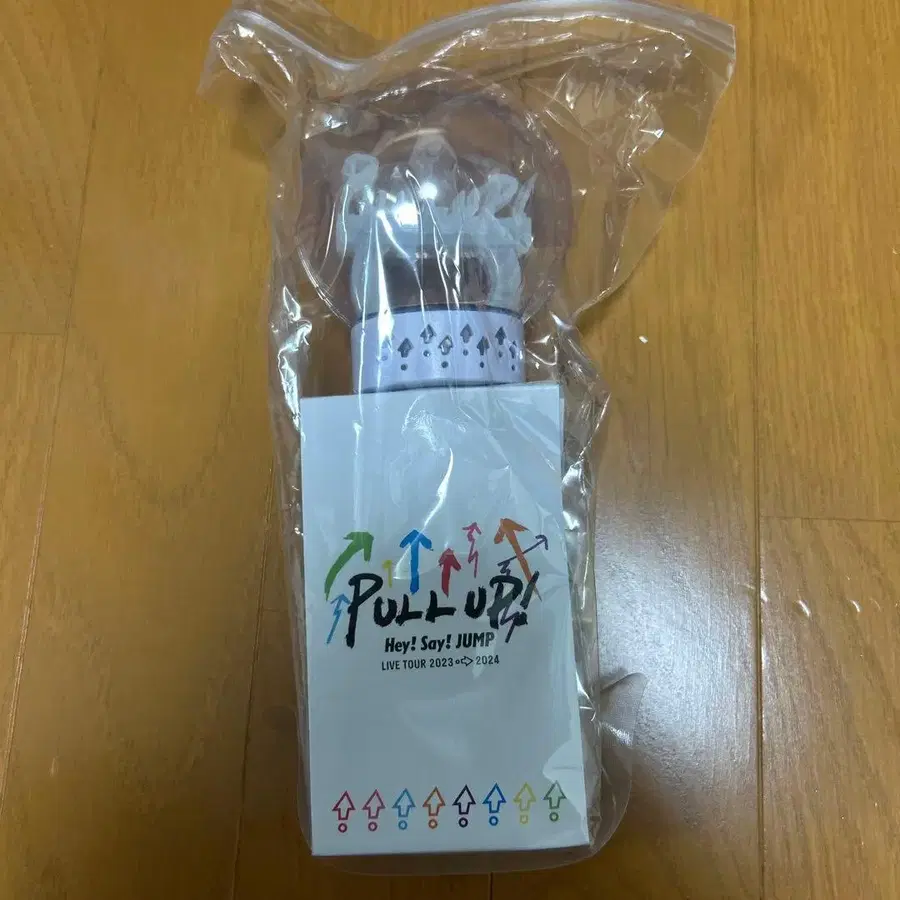 PULL UP!
Hey! Say! JUMP
LIVE TOUR 2023 ⇨ 2024